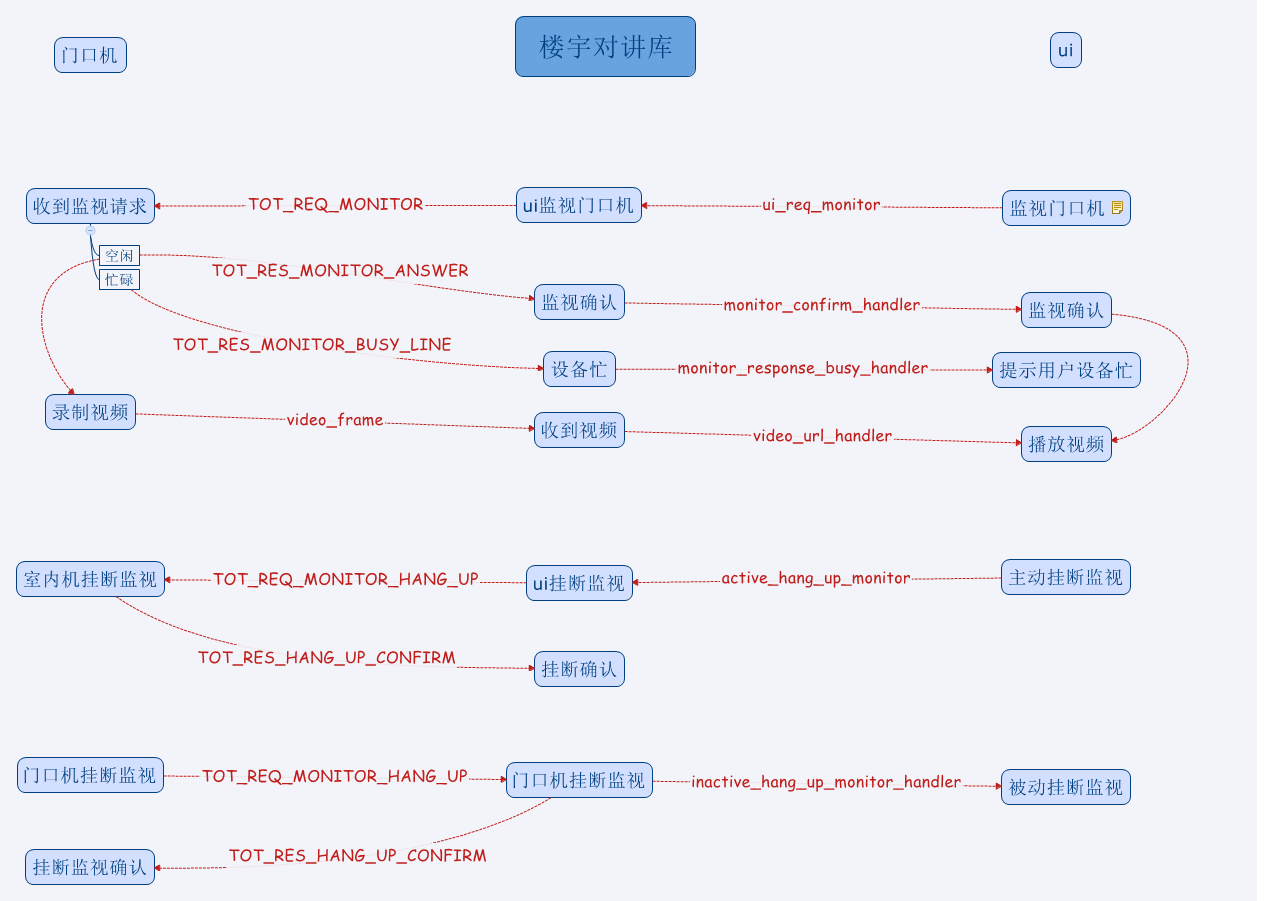 门口机
楼宇对讲库
ui
收到监视请求
TOT_REQ_MONITOR
ui监视门口机
ui_req_monitor
监视门口机
空闲
TOT_RES_MONITOR_ANSWER
忙碌
监视确认
monitor_confirm_handler
监视确认
TOT_RES_MONITOR_BUSY_LINE
设备忙
monitor_response_busy_handler
提示用户设备忙
录制视频
video_frame
收到视频
video_url_handler
播放视频
室内机挂断监视
TOT_REQ_MONITOR_HANG_UP
ui挂断监视
active_hang_up_monitor
主动挂断监视
TOT_RES_HANG_UP_CONFIRM
挂断确认
门口机挂断监视
TOT_REQ_MONITOR_HANG_UP
门口机挂断监视
inactive_hang_up_monitor_handler
被动挂断监视
挂断监视确认
TOT_RES_HANG_UP_CONFIRM